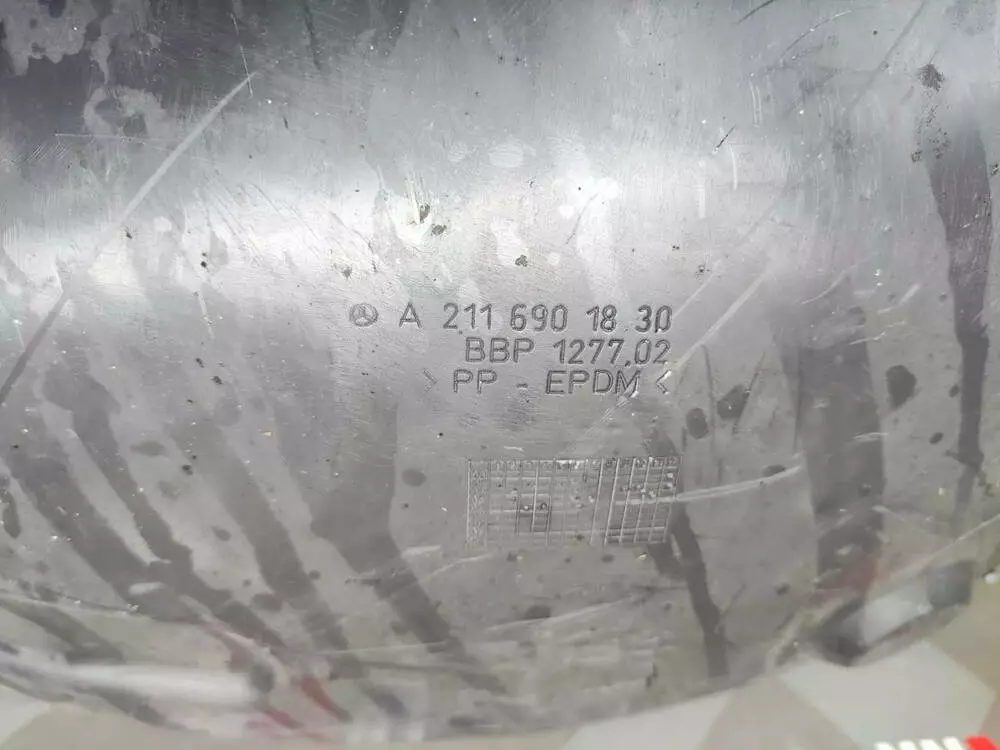 A 211 690 18 30
BBP 1277.02
>PP - EPDM<